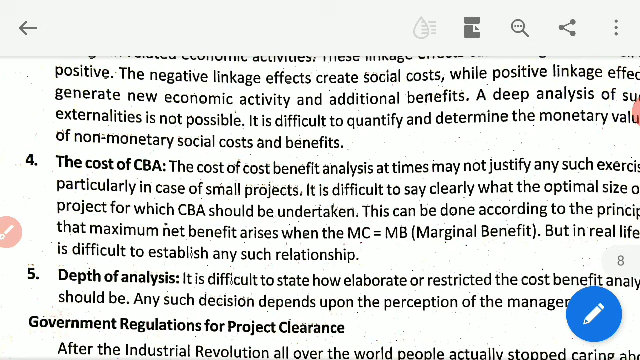 economic activities. These linkage
positive. The negative linkage effects create social costs, while positive linkage effec
generate new economic activity and additional benefits. A deep analysis of su
externalities is not possible. It is difficult to quantify and determine the monetary valu
of non-monetary social costs and benefits.
4. The cost of CBA: The cost of cost benefit analysis at times may not justify any such exercis
particularly in case of small projects. It is difficult to say clearly what the optimal size o
project for which CBA should be undertaken. This can be done according to the princip
that maximum net benefit arises when the MC = MB (Marginal Benefit). But in real life
is difficult to establish any such relationship.
8
5. Depth of analysis: It is difficult to state how elaborate or restricted the cost benefit analy
should be. Any such decision depends upon the perception of the manager
Government Regulations for Project Clearance
After the Industrial Revolution all over the world people actually stopped caring abo